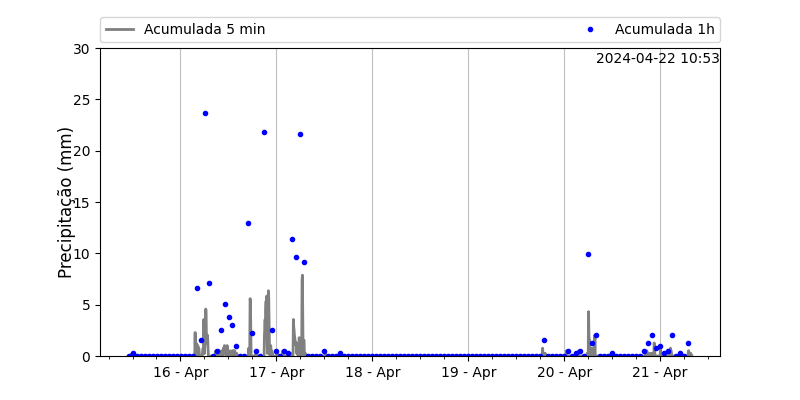 Acumulada 5 min
Acumulada 1h
2024-04-22 10:53
Precipitação (mm)
30
25
20
15
10
5
0
16 - Apr
17 - Apr
18 - Apr
19 - Apr
20 - Apr
21 - Apr